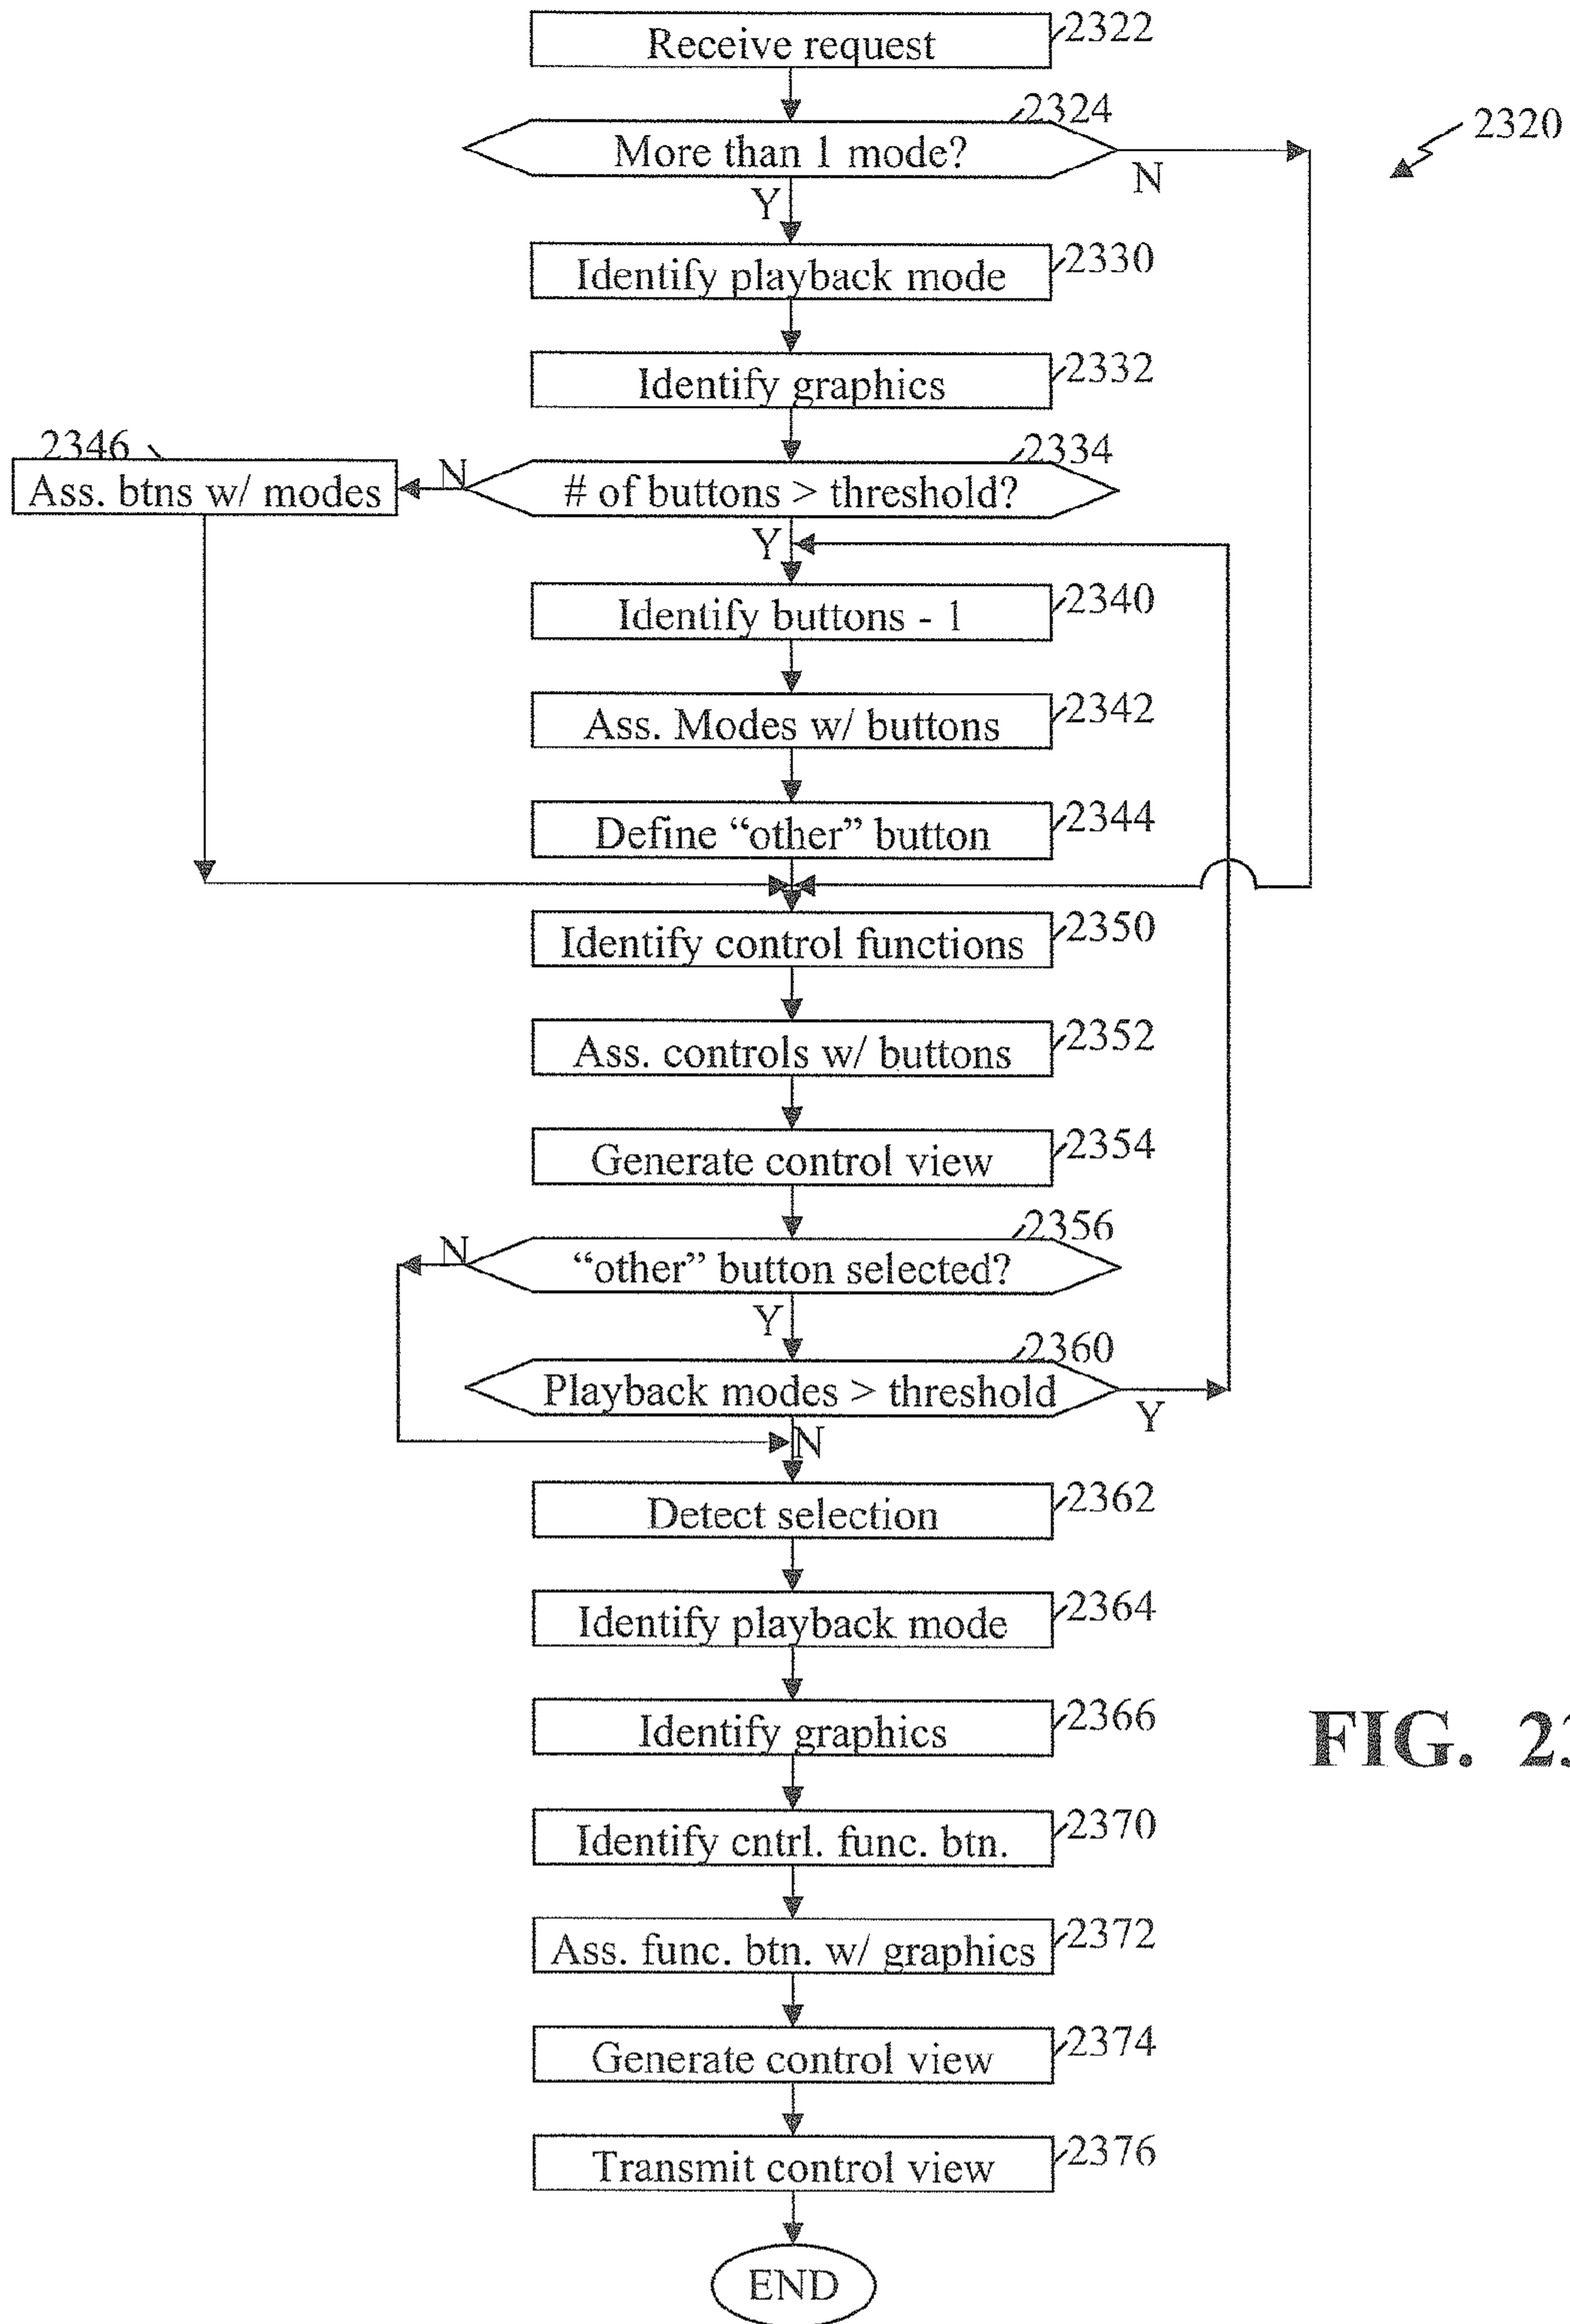 Receive request 2322
2324
More than 1 mode?
2320
N
Y
Identify playback mode 2330
Identify graphics 2332
2346
2334
Ass. btns w/ modes
N
# of buttons > threshold?
Y
Identify buttons - 1 2340
Ass. Modes w/ buttons 2342
Define “other” button 2344
Identify control functions 2350
Ass. controls w/ buttons 2352
Generate control view 2354
2356
N
“other” button selected?
Y
2360
Playback modes > threshold
Y
N
Detect selection 2362
Identify playback mode 2364
Identify graphics 2366
FIG. 2
Identify cntrl. func. btn. 2370
Ass. func. btn. w/ graphics 2372
Generate control view 2374
Transmit control view 2376
END